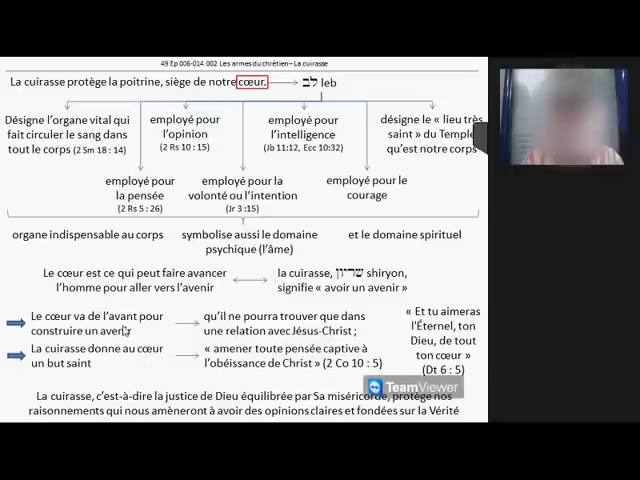 49 Ep 006-014 002 Les armes du chrétien – La cuirasse
La cuirasse protège la poitrine, siège de notre cœur. לב leb
Désigne l'organe vital qui
fait circuler le sang dans
tout le corps (2 Sm 18 : 14)
employé pour
l'opinion
(2 Rs 10 : 15)
employé pour
l'intelligence
(Jb 11:12, Ecc 10:32)
désigne le « lieu très
saint » du Temple
qu'est notre corps
employé pour
la pensée
(2 Rs 5 : 26)
employé pour la
volonté ou l'intention
(Jr 3 :15)
employé pour le
courage
organe indispensable au corps
symbolise aussi le domaine
psychique (l'âme)
et le domaine spirituel
Le cœur est ce qui peut faire avancer
l'homme pour aller vers l'avenir
la cuirasse, שריון shiryon,
signifie « avoir un avenir »
Le cœur va de l'avant pour
construire un avenir
qu'il ne pourra trouver que dans
une relation avec Jésus-Christ ;
La cuirasse donne au cœur
un but saint
« amener toute pensée captive à
l'obéissance de Christ » (2 Co 10 : 5)
« Et tu aimeras
l'Éternel, ton
Dieu, de tout
ton cœur »
(Dt 6 : 5)
TeamViewer
La cuirasse, c'est-à-dire la justice de Dieu équilibrée par Sa miséricorde, protège nos
raisonnements qui nous amèneront à avoir des opinions claires et fondées sur la Vérité